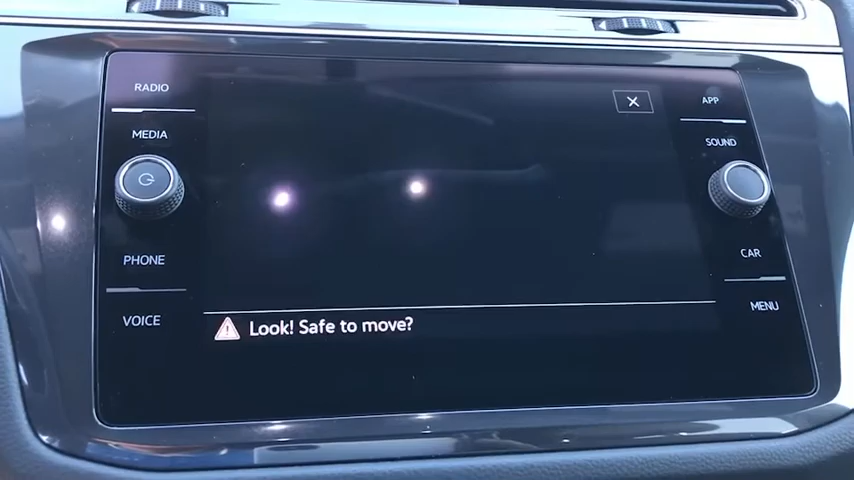 RADIO
MEDIA
PHONE
VOICE
Look! Safe to move?
APP
SOUND
CAR
MENU